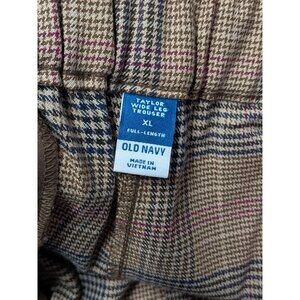 TAYLOR
WIDE LEG
TROUSER
XL
FULL-LENGTH
OLD NAVY
MADE IN
VIETNAM